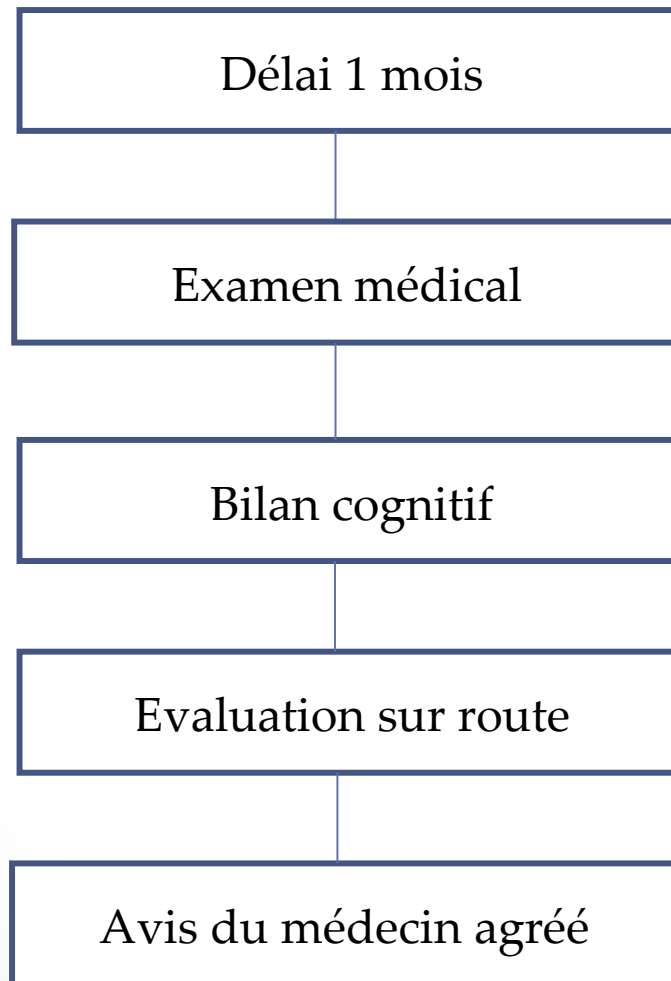 Délai 1 mois
Examen médical
Bilan cognitif
Evaluation sur route
Avis du médecin agréé